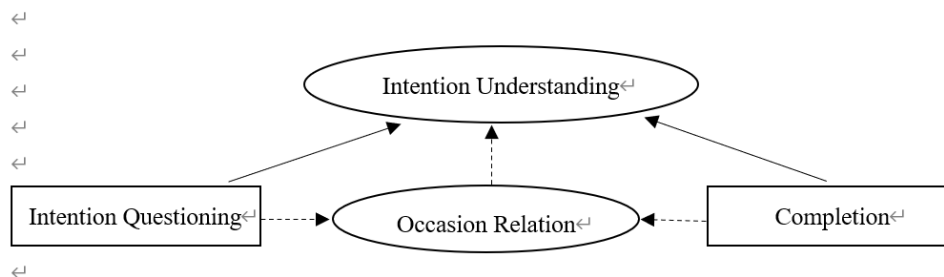 Intention Understanding
Intention Questioning
Occasion Relation
Completion